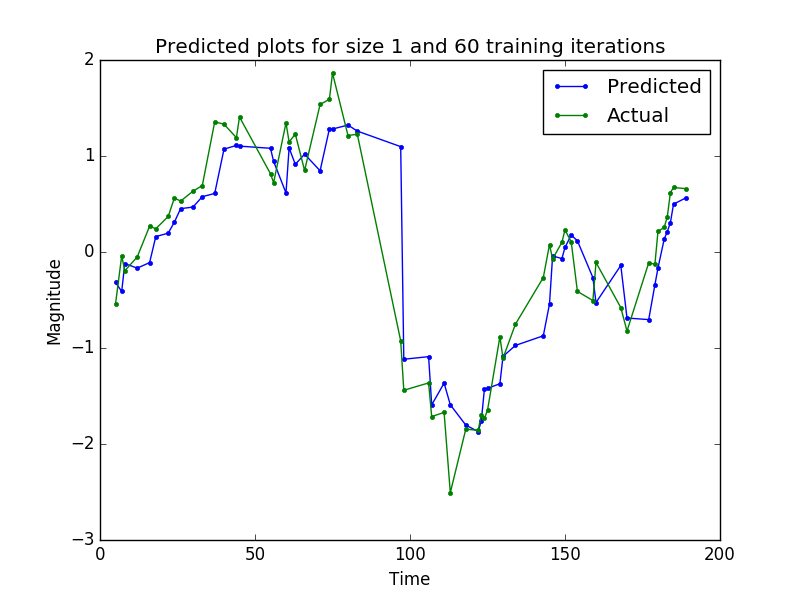 Predicted plots for size 1 and 60 training iterations
Predicted
Actual
2
1
0
−1
−2
−3
Magnitude
0 50 100 150 200
Time